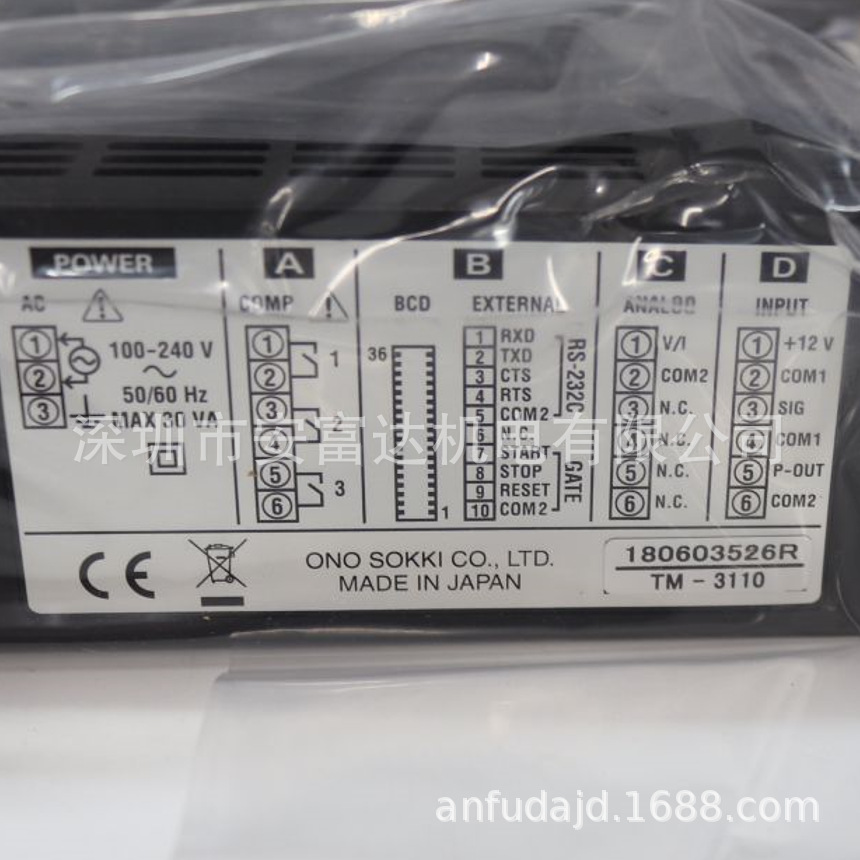 POWER
AC
1
2
3
100-240 V
~
50/60 Hz
MAX 30 VA
A
COMP
1
2
3
4
5
6
1
2
3
B
BCD
36
1
EXTERNAL
1 RXD
2 TXD
3 CTS
4 RTS
5 COM2
6 N.C.
7 START
8 STOP
9 RESET
10 COM2
RS-232C
GATE
C
ANALOG
1 V/I
2 COM2
3 N.C.
4 N.C.
5 N.C.
6 N.C.
D
INPUT
1 +12 V
2 COM1
3 SIG
4 COM1
5 P-OUT
6 COM2
深圳市安富达机电有限公司
CE
ONO SOKKI CO., LTD.
MADE IN JAPAN
180603526R
TM - 3110
anfudajd.1688.com